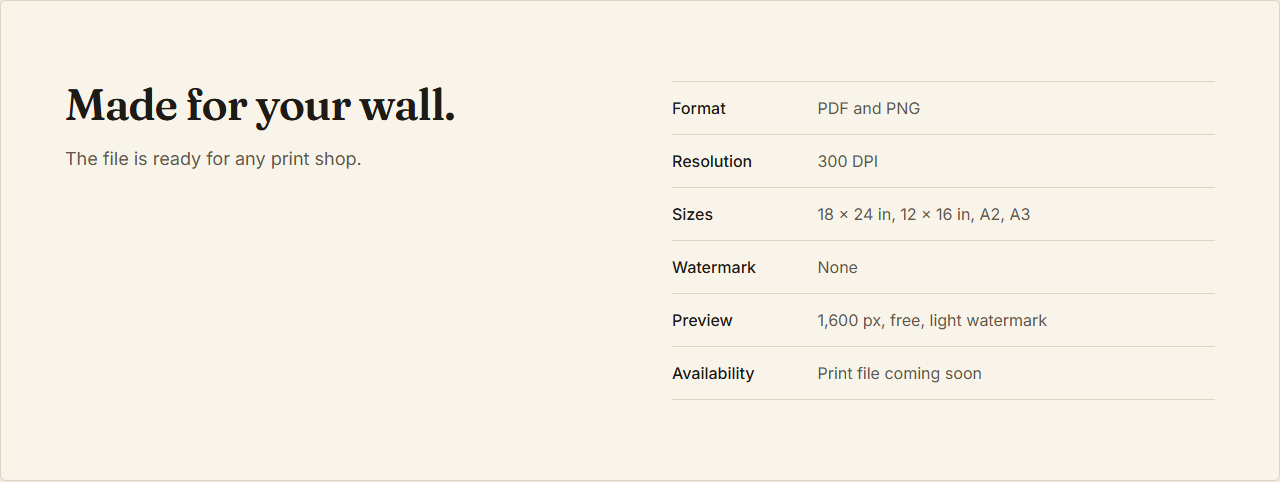 Made for your wall.
The file is ready for any print shop.
Format PDF and PNG
Resolution 300 DPI
Sizes 18 × 24 in, 12 × 16 in, A2, A3
Watermark None
Preview 1,600 px, free, light watermark
Availability Print file coming soon